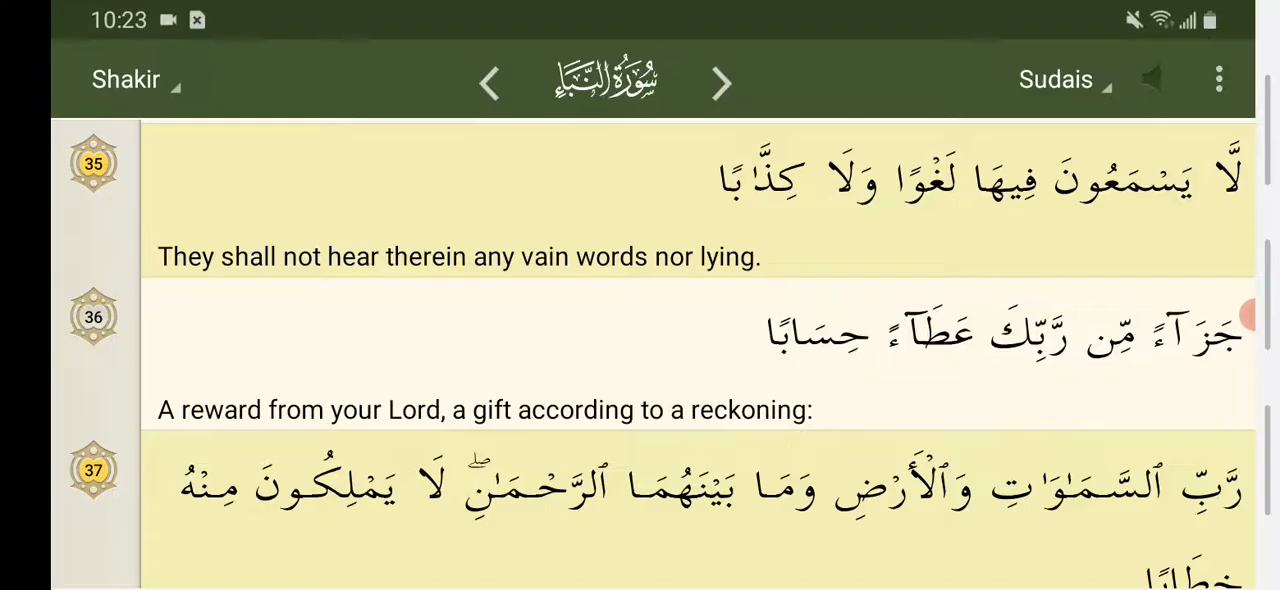 10:23
Shakir سُورَةُ النَّبَإِ Sudais
35
لَّا يَسْمَعُونَ فِيهَا لَغْوًا وَلَا كِذَّٰبًا
They shall not hear therein any vain words nor lying.
36
جَزَآءً مِّن رَّبِّكَ عَطَآءً حِسَابًا
A reward from your Lord, a gift according to a reckoning:
37
رَّبِّ ٱلسَّمَـٰوَٰتِ وَٱلْأَرْضِ وَمَا بَيْنَهُمَا ٱلرَّحْمَـٰنِ ۖ لَا يَمْلِكُونَ مِنْهُ
خِطَابًا